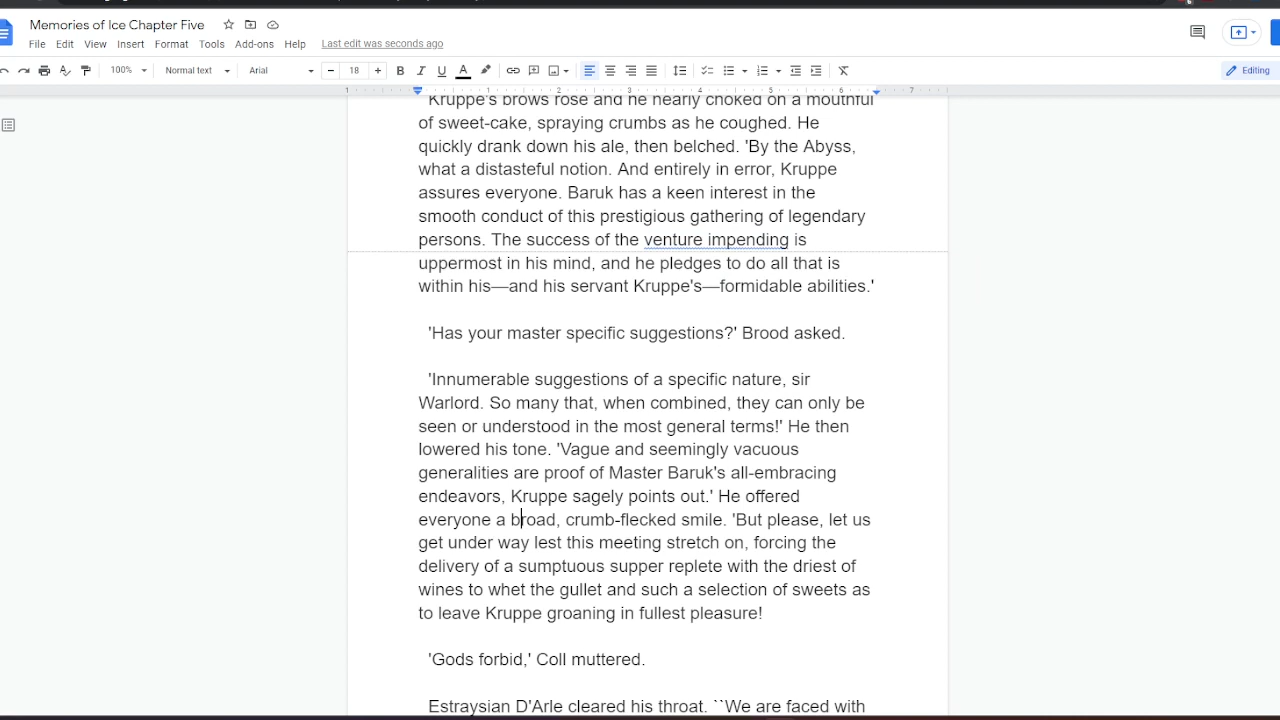 Memories of Ice Chapter Five
File Edit View Insert Format Tools Add-ons Help Last edit was seconds ago
100% Normal text Arial 18 B I U A Editing
1 1 2 3 4 5 6 7
Kruppe's brows rose and he nearly choked on a mouthful
of sweet-cake, spraying crumbs as he coughed. He
quickly drank down his ale, then belched. 'By the Abyss,
what a distasteful notion. And entirely in error, Kruppe
assures everyone. Baruk has a keen interest in the
smooth conduct of this prestigious gathering of legendary
persons. The success of the venture impending is
uppermost in his mind, and he pledges to do all that is
within his—and his servant Kruppe's—formidable abilities.'
'Has your master specific suggestions?' Brood asked.
'Innumerable suggestions of a specific nature, sir
Warlord. So many that, when combined, they can only be
seen or understood in the most general terms!' He then
lowered his tone. 'Vague and seemingly vacuous
generalities are proof of Master Baruk's all-embracing
endeavors, Kruppe sagely points out.' He offered
everyone a broad, crumb-flecked smile. 'But please, let us
get under way lest this meeting stretch on, forcing the
delivery of a sumptuous supper replete with the driest of
wines to whet the gullet and such a selection of sweets as
to leave Kruppe groaning in fullest pleasure!
'Gods forbid,' Coll muttered.
Estraysian D'Arle cleared his throat. ``We are faced with